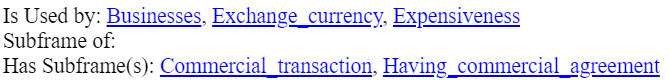 Is Used by: Businesses, Exchange_currency, Expensiveness
Subframe of:
Has Subframe(s): Commercial_transaction, Having_commercial_agreement